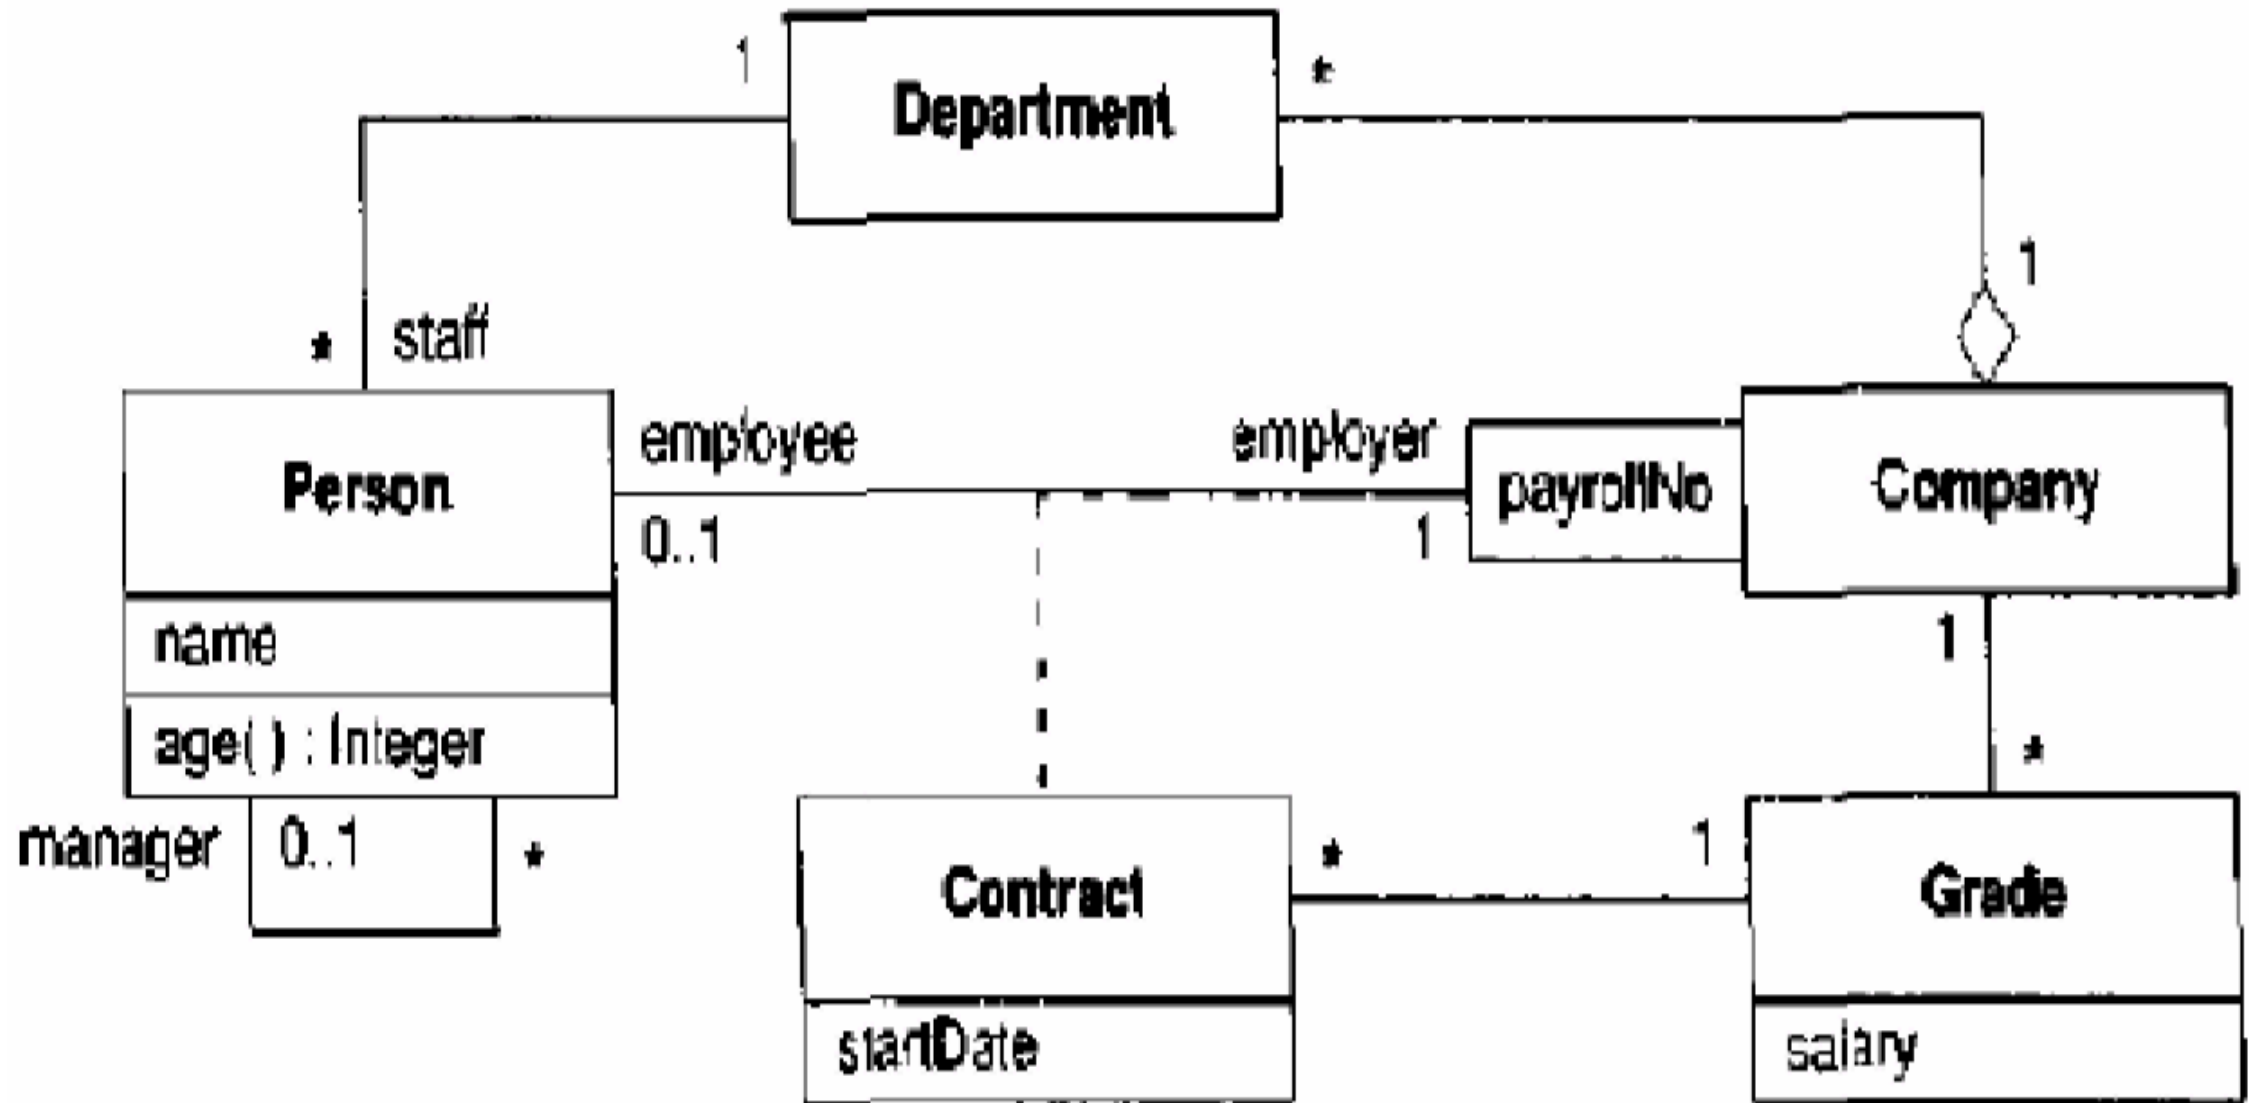 1
Department
*
1
*
staff
Person
employee
0..1
employer
1
payrollNo
Company
name
age( ) : Integer
manager
0..1
*
1
*
Contract
*
1
Grade
startDate
salary